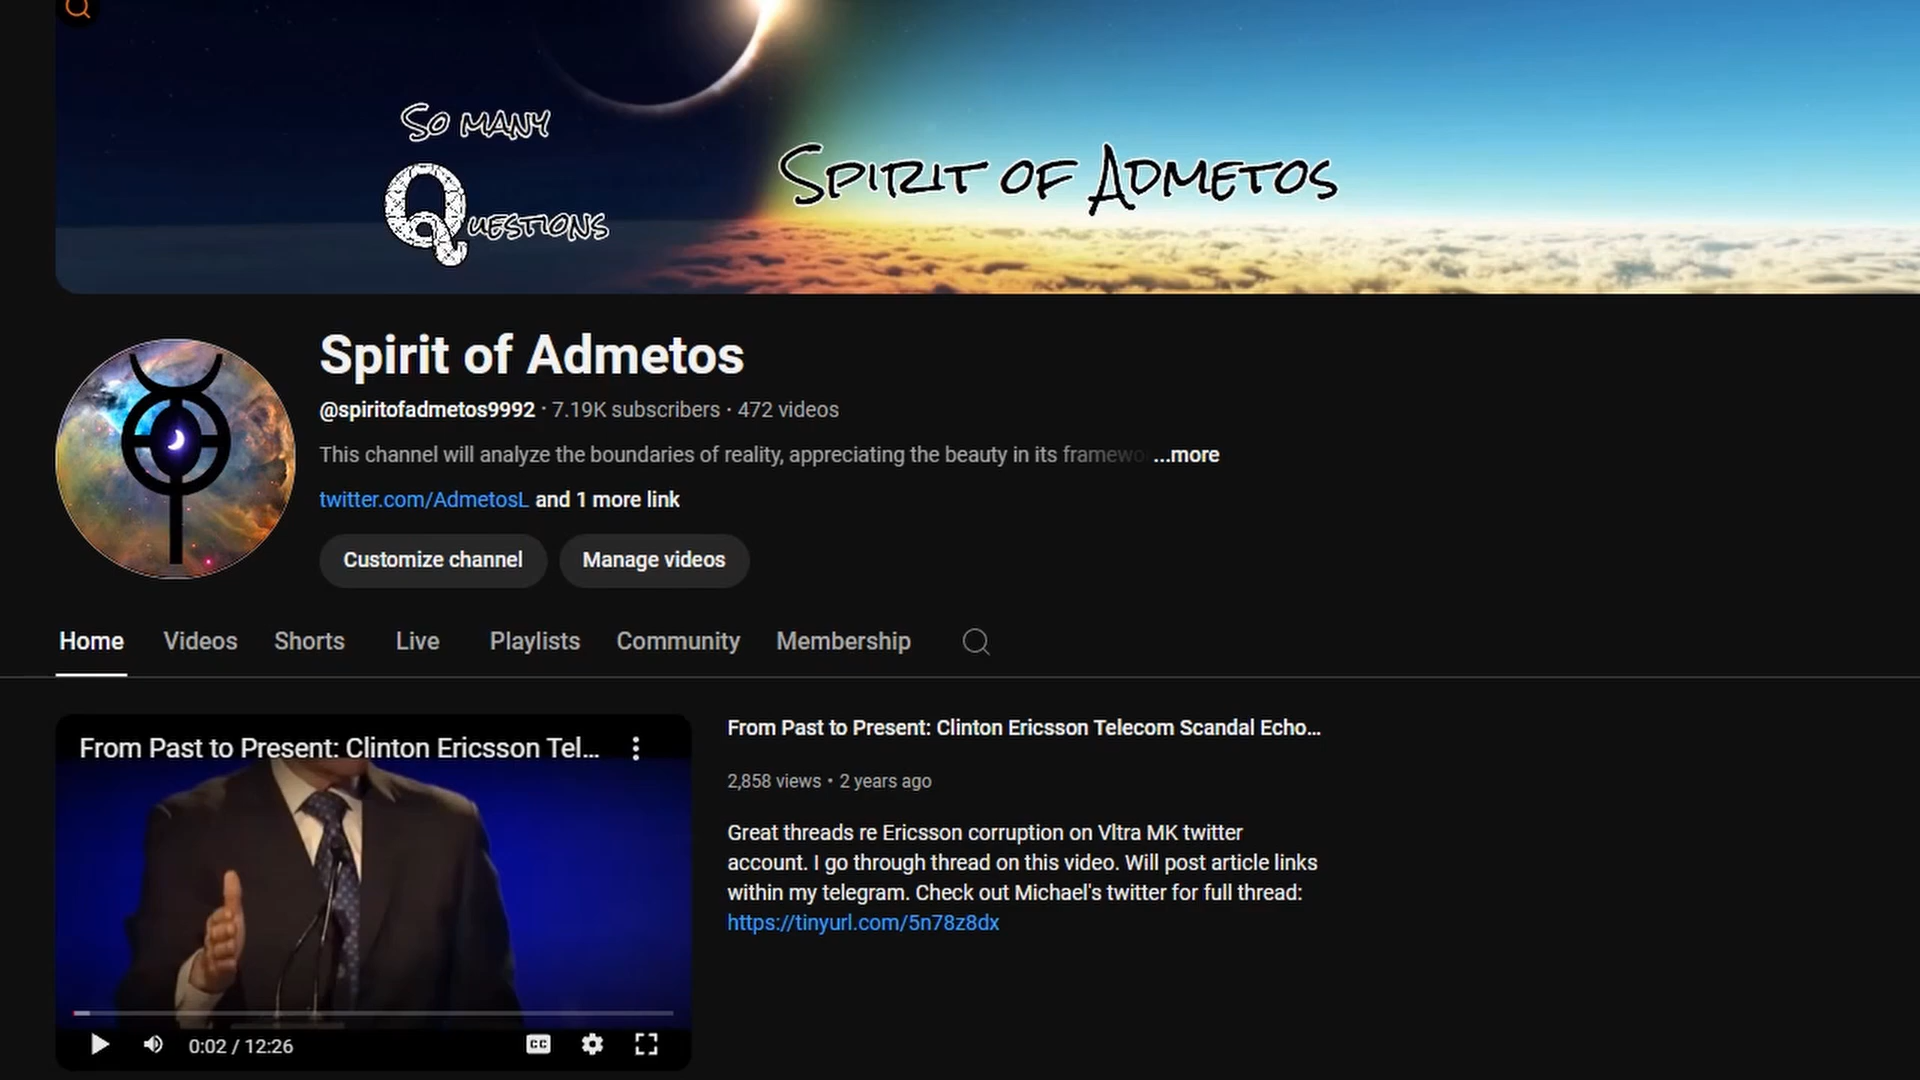 So many
Questions
Spirit of Admetos
Spirit of Admetos
@spiritofadmetos9992 · 7.19K subscribers · 472 videos
This channel will analyze the boundaries of reality, appreciating the beauty in its framewo ...more
twitter.com/AdmetosL and 1 more link
Customize channel Manage videos
Home Videos Shorts Live Playlists Community Membership
From Past to Present: Clinton Ericsson Tel...
0:02 / 12:26
CC
From Past to Present: Clinton Ericsson Telecom Scandal Echo...
2,858 views · 2 years ago
Great threads re Ericsson corruption on Vltra MK twitter
account. I go through thread on this video. Will post article links
within my telegram. Check out Michael's twitter for full thread:
https://tinyurl.com/5n78z8dx